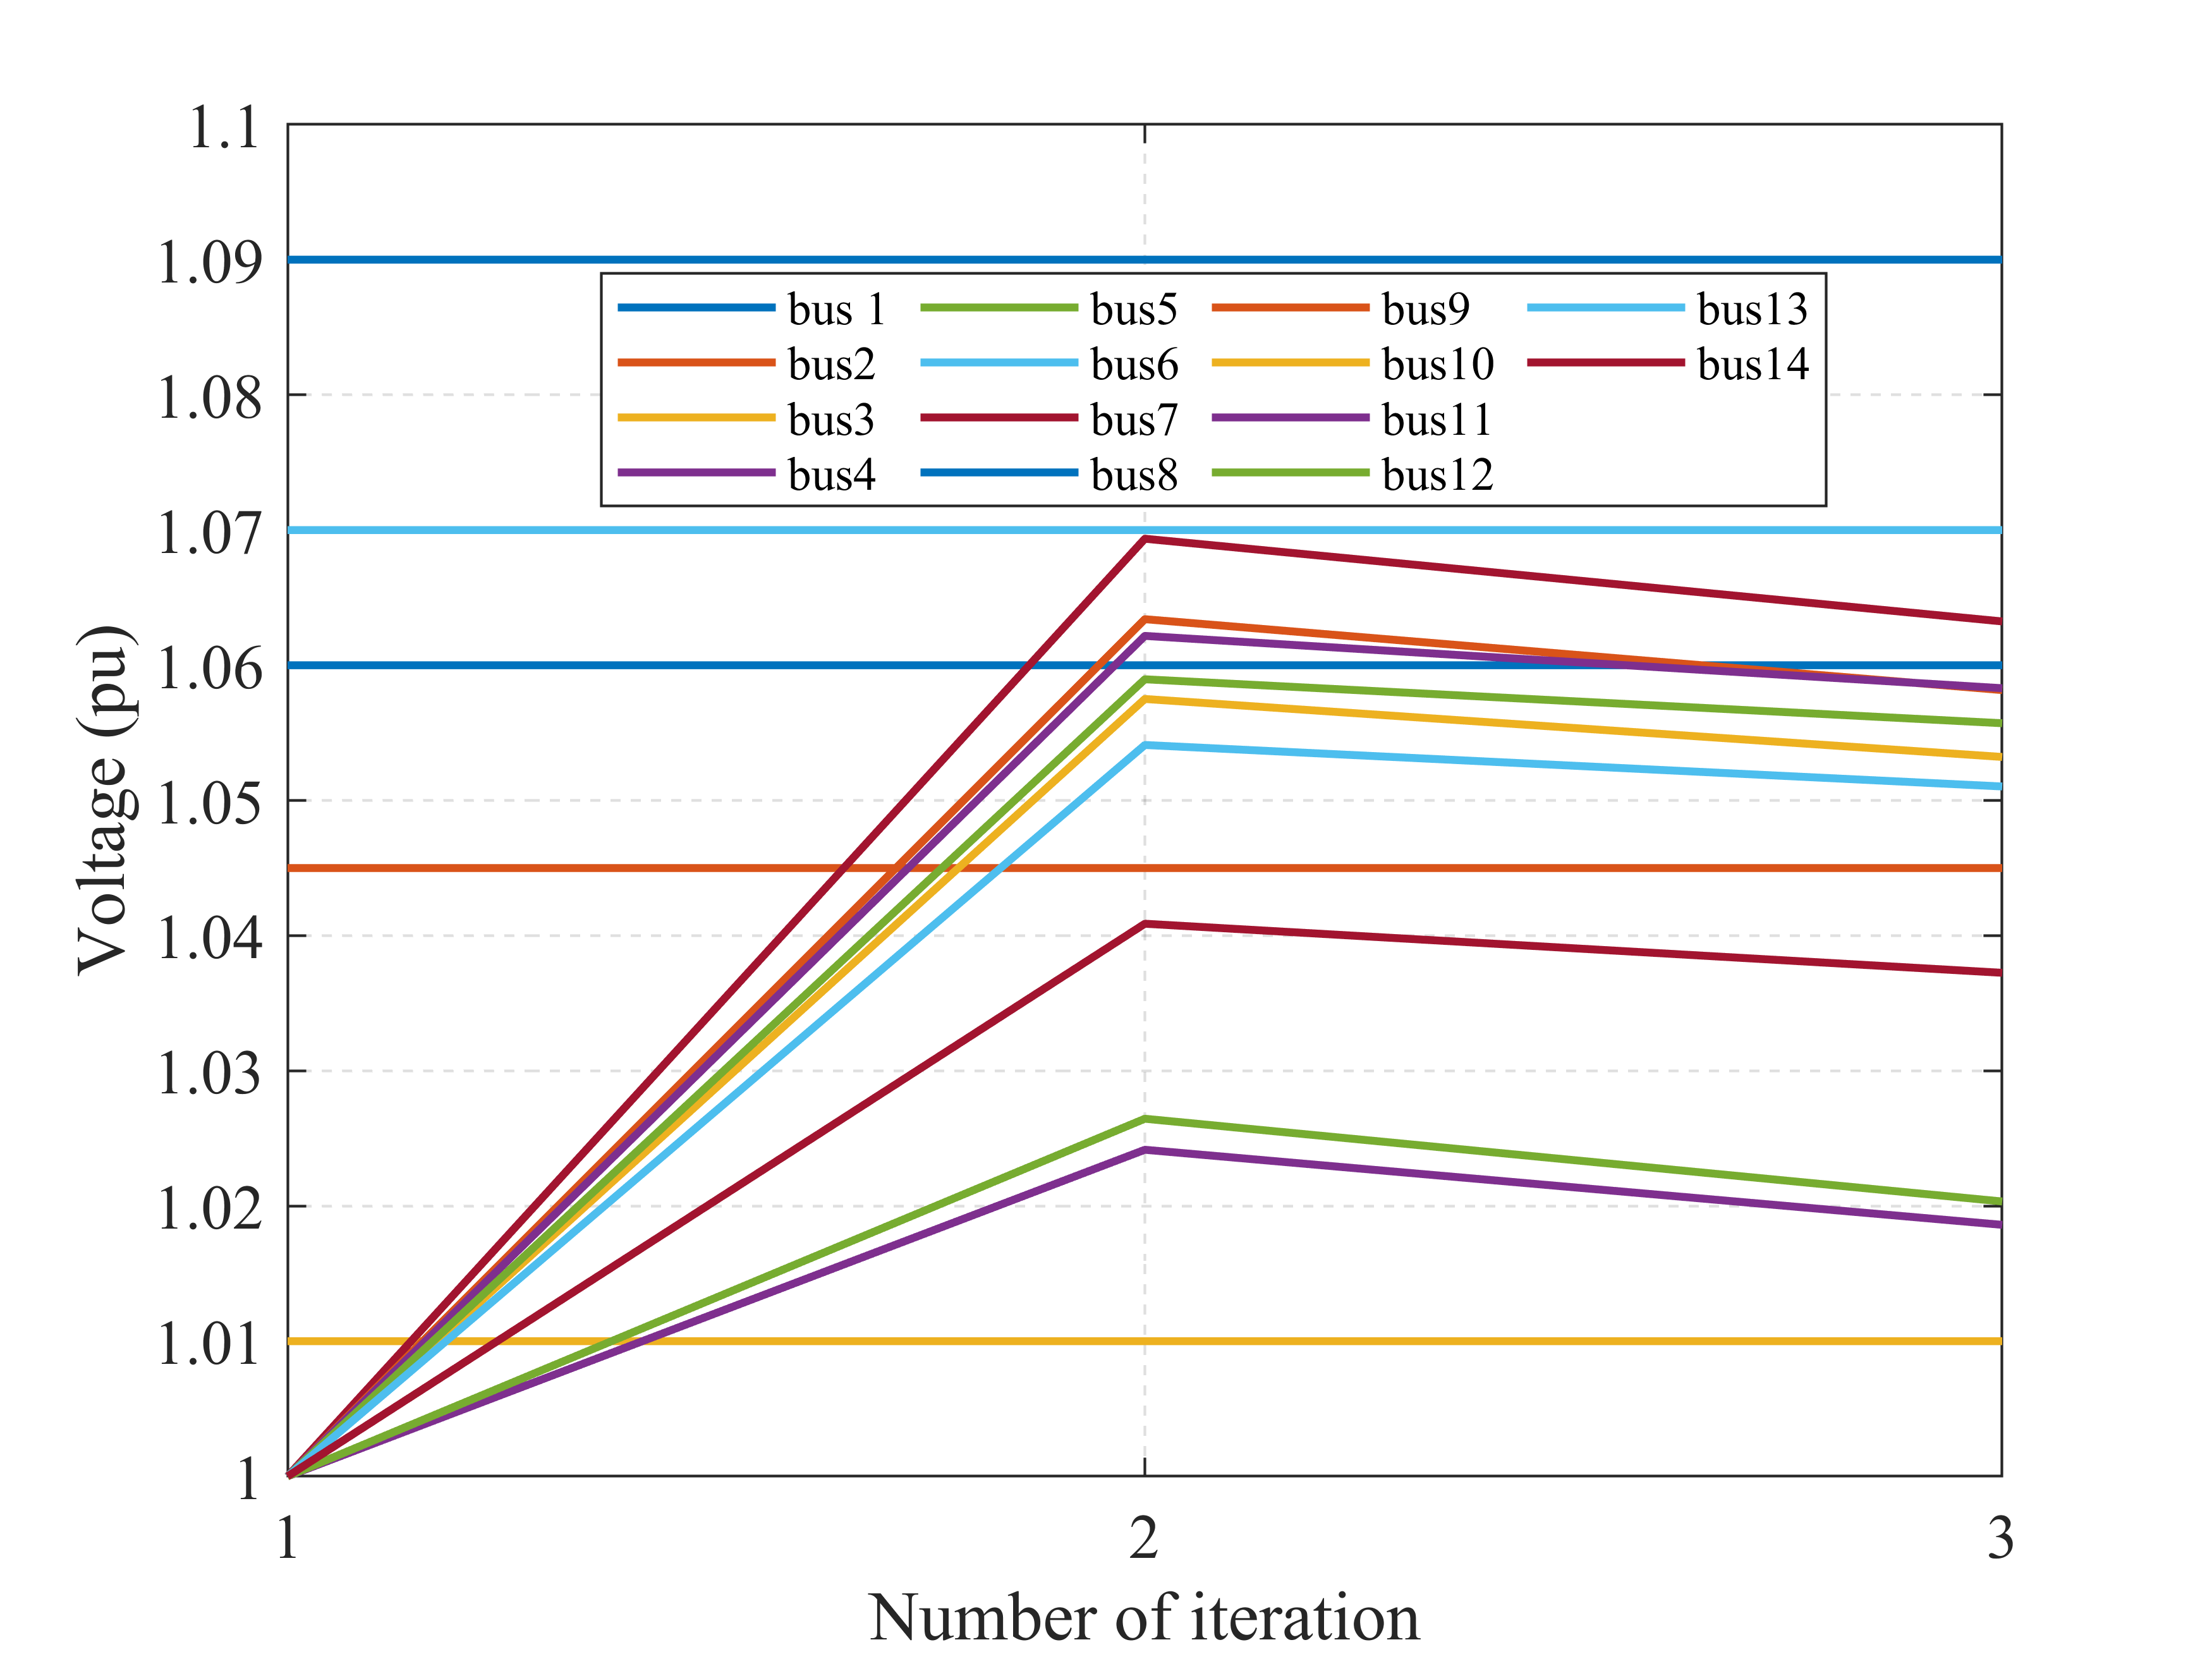 1.1
1.09
1.08
1.07
1.06
1.05
1.04
1.03
1.02
1.01
1
Voltage (pu)
bus 1 bus5 bus9 bus13
bus2 bus6 bus10 bus14
bus3 bus7 bus11
bus4 bus8 bus12
1 2 3
Number of iteration